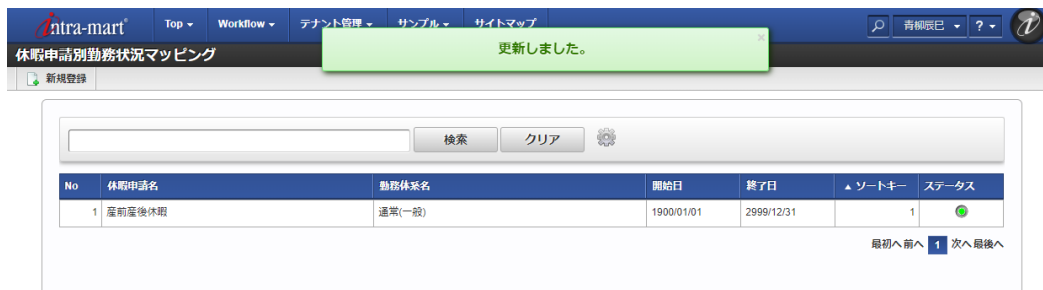 intra-mart Top Workflow テナント管理 サンプル サイトマップ 青柳辰巳 ?
更新しました。 ×
休暇申請別勤務状況マッピング
新規登録
検索 クリア
No 休暇申請名 勤務体系名 開始日 終了日 ▲ ソートキー ステータス
1 産前産後休暇 通常(一般) 1900/01/01 2999/12/31 1
最初へ 前へ 1 次へ 最後へ